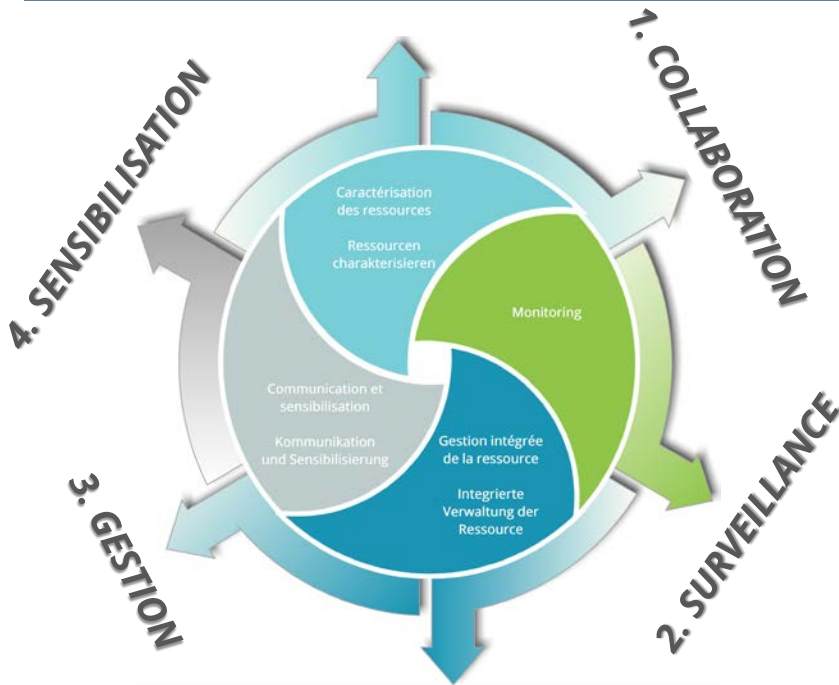 1. COLLABORATION
2. SURVEILLANCE
3. GESTION
4. SENSIBILISATION
Caractérisation
des ressources
Ressourcen
charakterisieren
Monitoring
Gestion intégrée
de la ressource
Integrierte
Verwaltung der
Ressource
Communication et
sensibilisation
Kommunikation
und Sensibilisierung